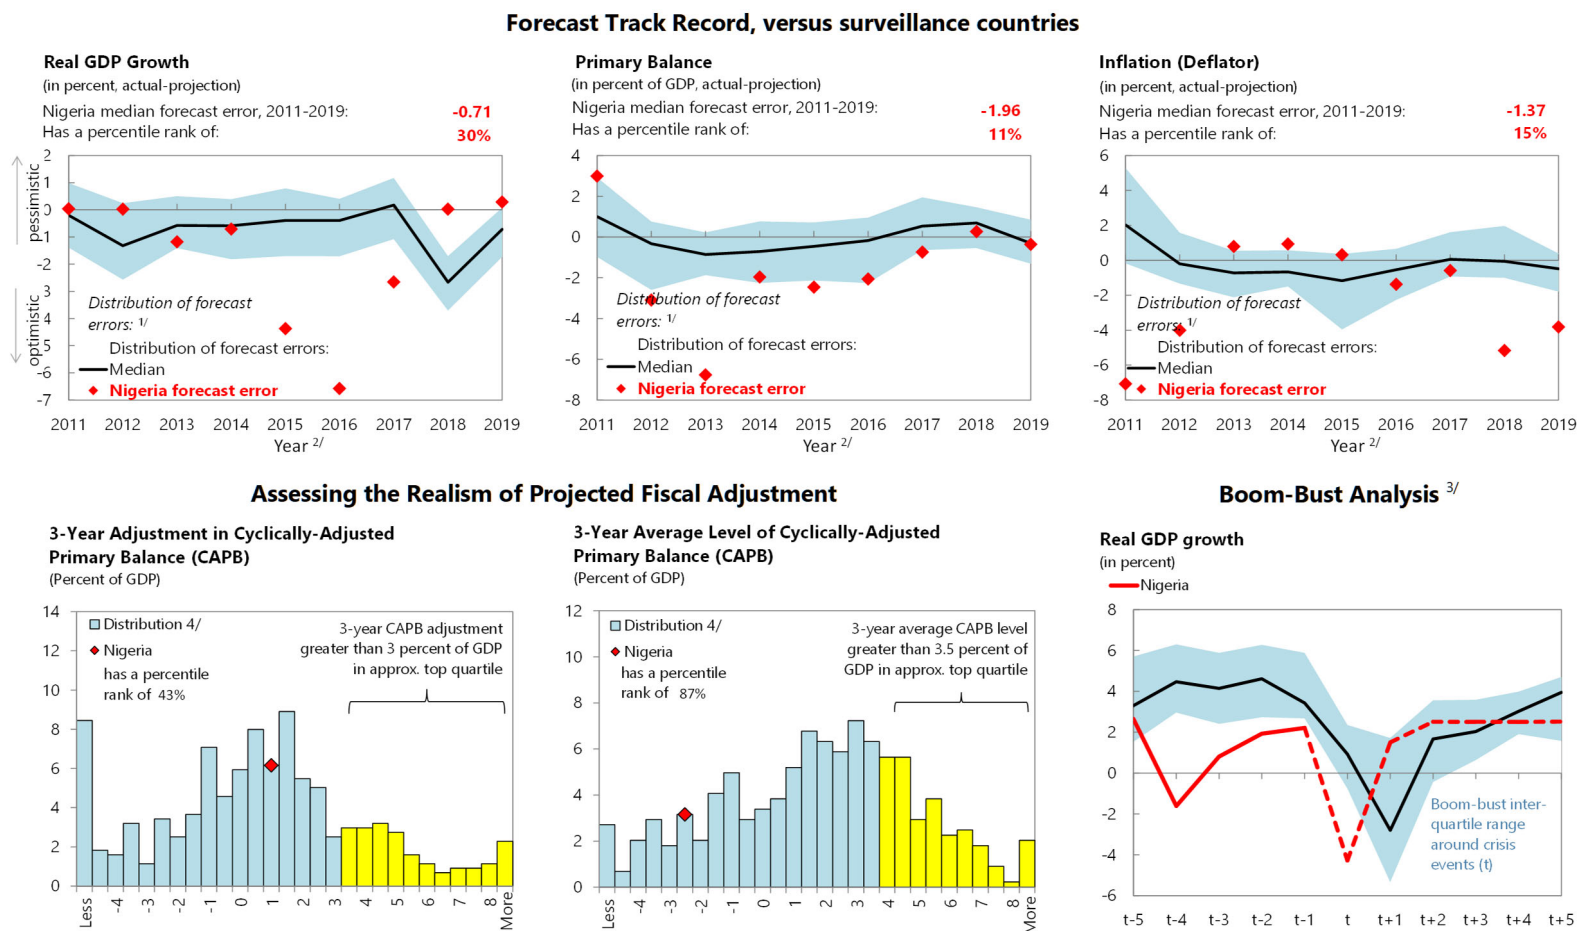 Forecast Track Record, versus surveillance countries
Real GDP Growth
(in percent, actual-projection)
Nigeria median forecast error, 2011-2019:
-0.71
Has a percentile rank of:
30%
pessimistic
optimistic
2
1
0
1
-2
3
-4
5
-6
-7
Distribution of forecast
errors: 1/
Distribution of forecast errors:
Median
Nigeria forecast error
2011 2012 2013 2014 2015 2016 2017 2018 2019
Year 2/
Primary Balance
(in percent of GDP, actual-projection)
Nigeria median forecast error, 2011-2019:
-1.96
Has a percentile rank of:
11%
4
2
0
-2
-4
-6
-8
Distribution of forecast
errors: 1/
Distribution of forecast errors:
Median
Nigeria forecast error
2011 2012 2013 2014 2015 2016 2017 2018 2019
Year 2/
Inflation (Deflator)
(in percent, actual-projection)
Nigeria median forecast error, 2011-2019:
-1.37
Has a percentile rank of:
15%
6
4
2
0
-2
-4
-6
-8
Distribution of forecast
errors: 1/
Distribution of forecast errors:
Median
Nigeria forecast error
2011 2012 2013 2014 2015 2016 2017 2018 2019
Year 2/
Assessing the Realism of Projected Fiscal Adjustment
3-Year Adjustment in Cyclically-Adjusted
Primary Balance (CAPB)
(Percent of GDP)
14
12
10
8
6
4
2
0
Distribution 4/
Nigeria
has a percentile
rank of 43%
3-year CAPB adjustment
greater than 3 percent of GDP
in approx. top quartile
Less -4 -3 -2 -1 0 1 2 3 4 5 6 7 8 More
3-Year Average Level of Cyclically-Adjusted
Primary Balance (CAPB)
(Percent of GDP)
12
10
8
6
4
2
0
Distribution 4/
Nigeria
has a percentile
rank of 87%
3-year average CAPB level
greater than 3.5 percent of
GDP in approx. top quartile
Less -4 -3 -2 -1 0 1 2 3 4 5 6 7 8 More
Boom-Bust Analysis 3/
Real GDP growth
(in percent)
Nigeria
8
6
4
2
0
-2
-4
-6
Boom-bust inter-
quartile range
around crisis
events (t)
t-5 t-4 t-3 t-2 t-1 t t+1 t+2 t+3 t+4 t+5